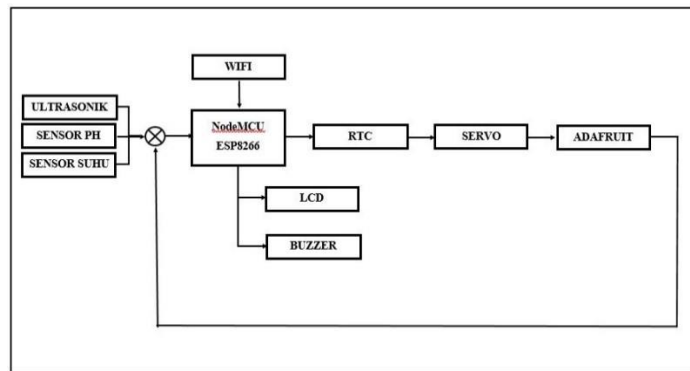 WIFI
ULTRASONIK
SENSOR PH
SENSOR SUHU
NodeMCU
ESP8266
RTC
SERVO
ADAFRUIT
LCD
BUZZER